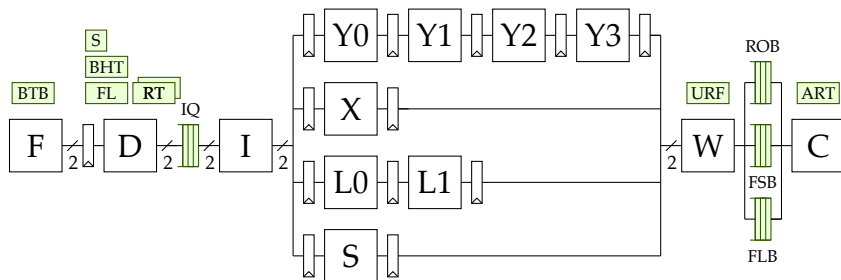 Y0 Y1 Y2 Y3
S
BHT
BTB FL RT IQ
ROB
URF ART
X
F 2 D 2 2 I 2 2 W C
FSB
L0 L1
FLB
S